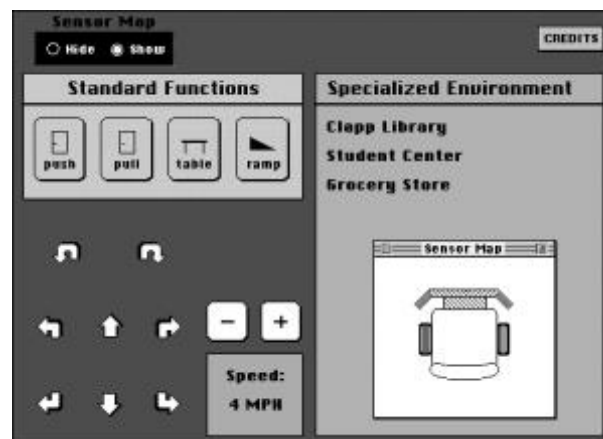 Sensor Map
Hide Show
CREDITS
Standard Functions
push pull table ramp
Specialized Environment
Clapp Library
Student Center
Grocery Store
Sensor Map
- +
Speed:
4 MPH